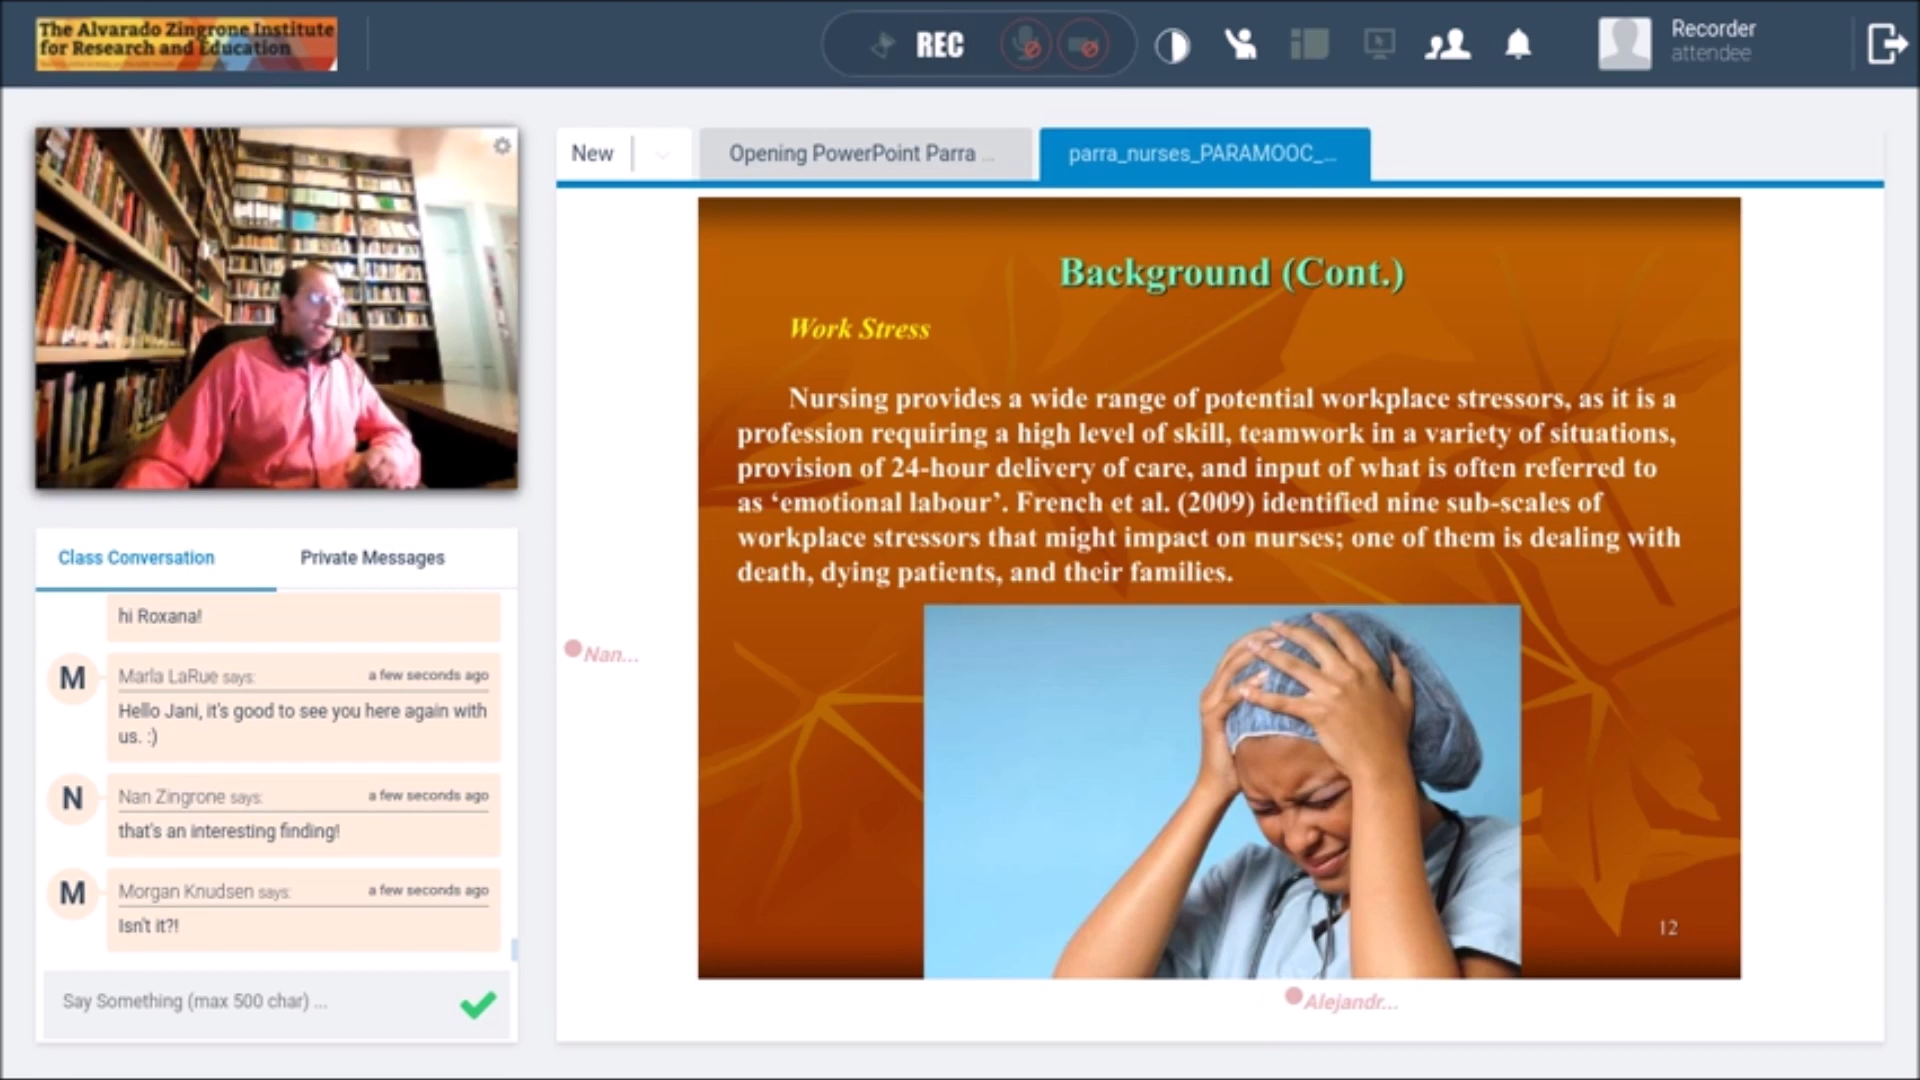 The Alvarado Zingrone Institute
for Research and Education
REC
Recorder
attendee
New
Opening PowerPoint Parra ...
parra_nurses_PARAMOOC_...
Class Conversation
Private Messages
hi Roxana!
M
Marla LaRue says:
a few seconds ago
Hello Jani, it's good to see you here again with
us. :)
N
Nan Zingrone says:
a few seconds ago
that's an interesting finding!
M
Morgan Knudsen says:
a few seconds ago
Isn't it?!
Say Something (max 500 char) ...
Background (Cont.)
Work Stress
Nursing provides a wide range of potential workplace stressors, as it is a
profession requiring a high level of skill, teamwork in a variety of situations,
provision of 24-hour delivery of care, and input of what is often referred to
as ‘emotional labour’. French et al. (2009) identified nine sub-scales of
workplace stressors that might impact on nurses; one of them is dealing with
death, dying patients, and their families.
12
Nan...
Alejandr...